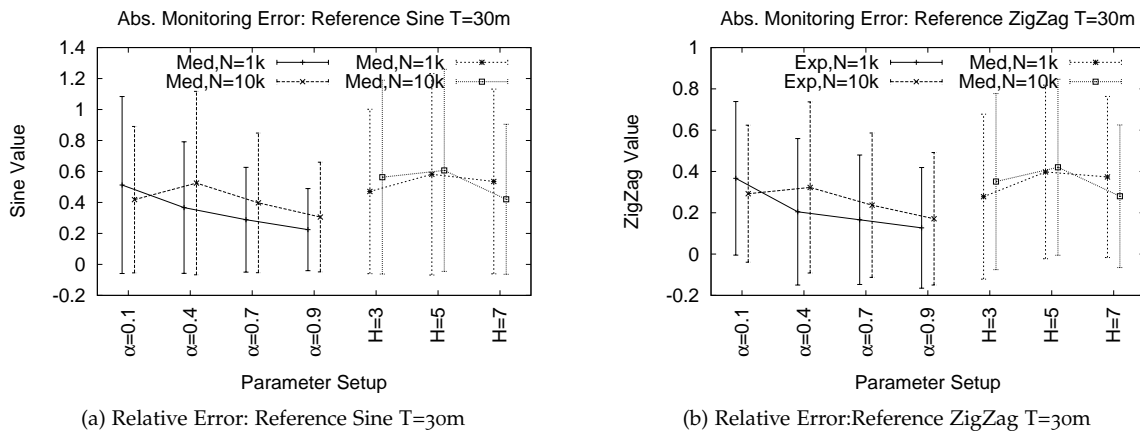 Abs. Monitoring Error: Reference Sine T=30m
1.4
1.2
1
0.8
0.6
0.4
0.2
0
-0.2
Sine Value
Med,N=1k
Med,N=10k
Med,N=1k
Med,N=10k
α=0.1
α=0.4
α=0.7
α=0.9
H=3
H=5
H=7
Parameter Setup
(a) Relative Error: Reference Sine T=30m
Abs. Monitoring Error: Reference ZigZag T=30m
1
0.8
0.6
0.4
0.2
0
-0.2
ZigZag Value
Exp,N=1k
Exp,N=10k
Med,N=1k
Med,N=10k
α=0.1
α=0.4
α=0.7
α=0.9
H=3
H=5
H=7
Parameter Setup
(b) Relative Error:Reference ZigZag T=30m